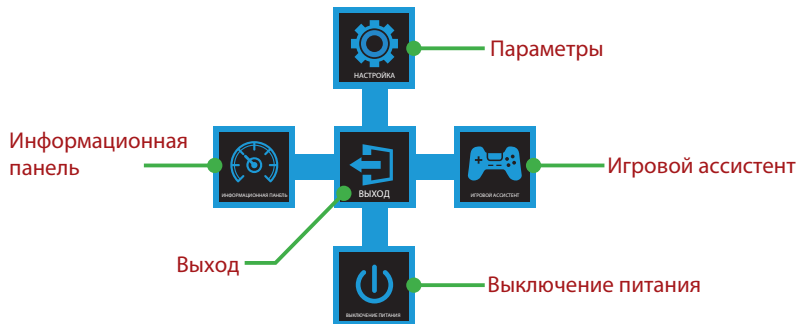 Параметры
НАСТРОЙКА
Информационная
панель
ИНФОРМАЦИОННАЯ ПАНЕЛЬ
ВЫХОД
ИГРОВОЙ АССИСТЕНТ
Игровой ассистент
Выход
Выключение питания
ВЫКЛЮЧЕНИЕ ПИТАНИЯ